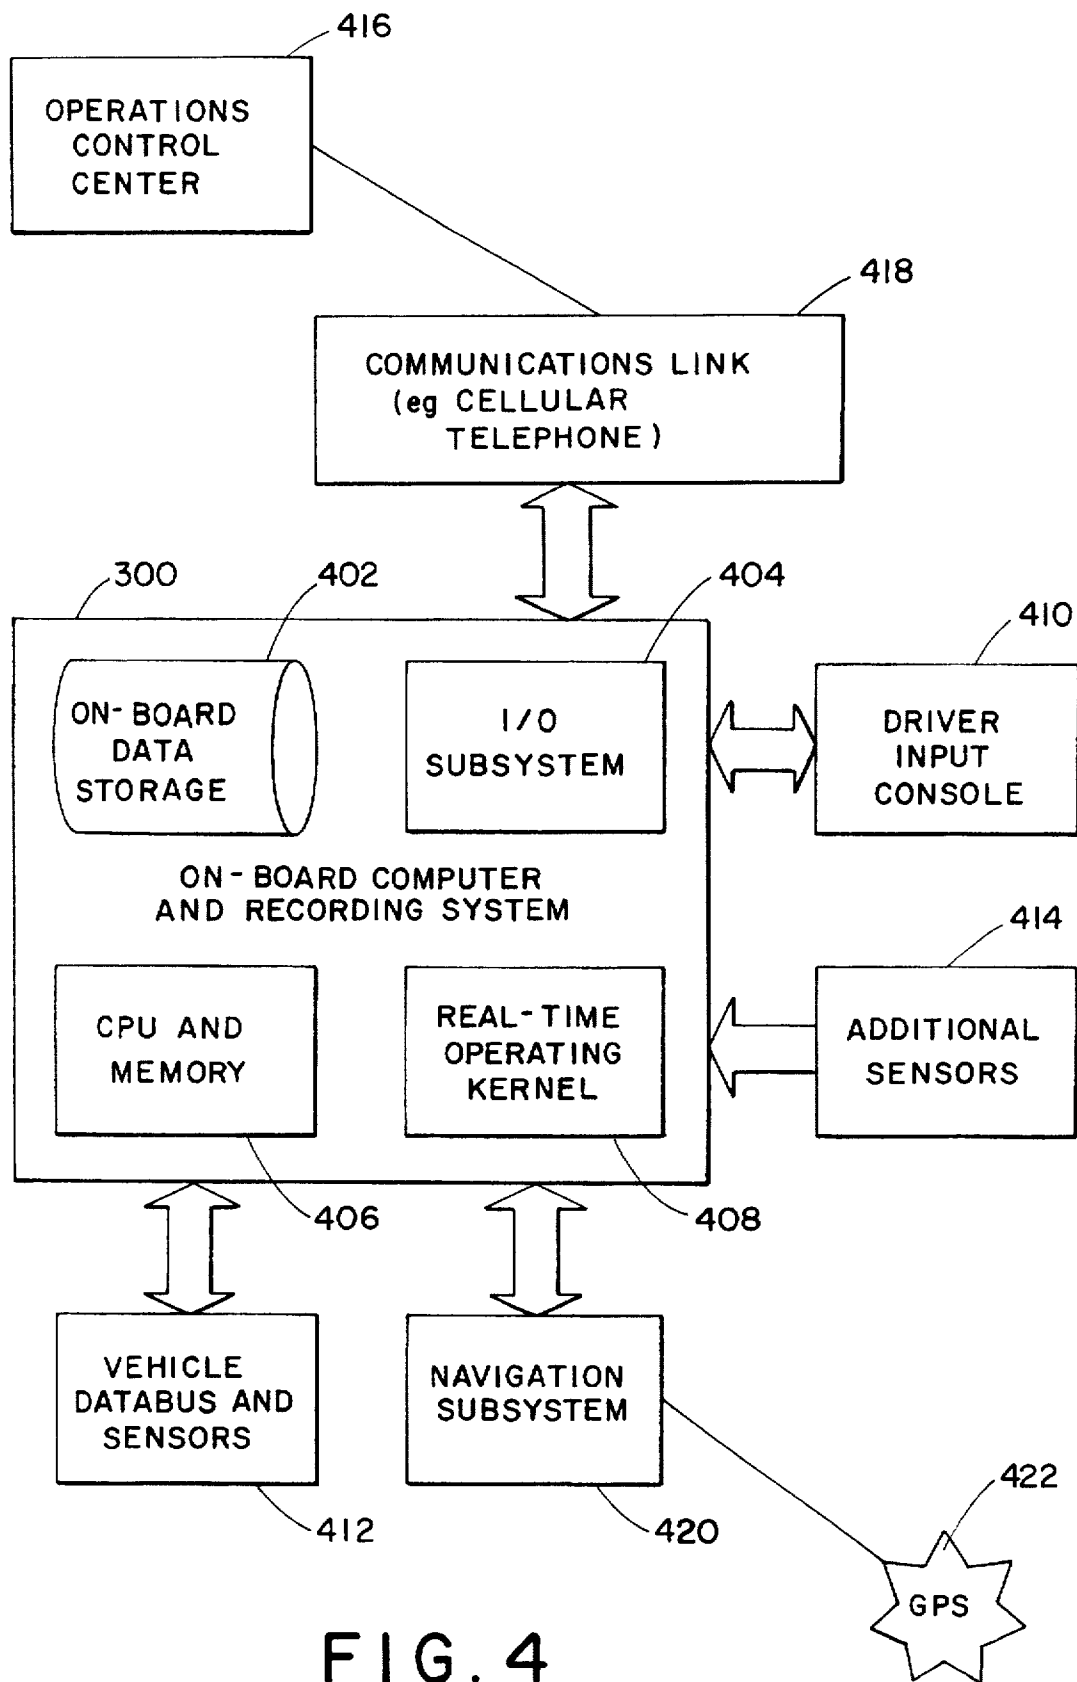 416
OPERATIONS
CONTROL
CENTER
418
COMMUNICATIONS LINK
(eg CELLULAR
TELEPHONE)
300
402
404
410
ON-BOARD
DATA
STORAGE
I/O
SUBSYSTEM
DRIVER
INPUT
CONSOLE
ON-BOARD COMPUTER
AND RECORDING SYSTEM
414
CPU AND
MEMORY
REAL-TIME
OPERATING
KERNEL
ADDITIONAL
SENSORS
406
408
VEHICLE
DATABUS AND
SENSORS
NAVIGATION
SUBSYSTEM
412
420
422
GPS
FIG. 4